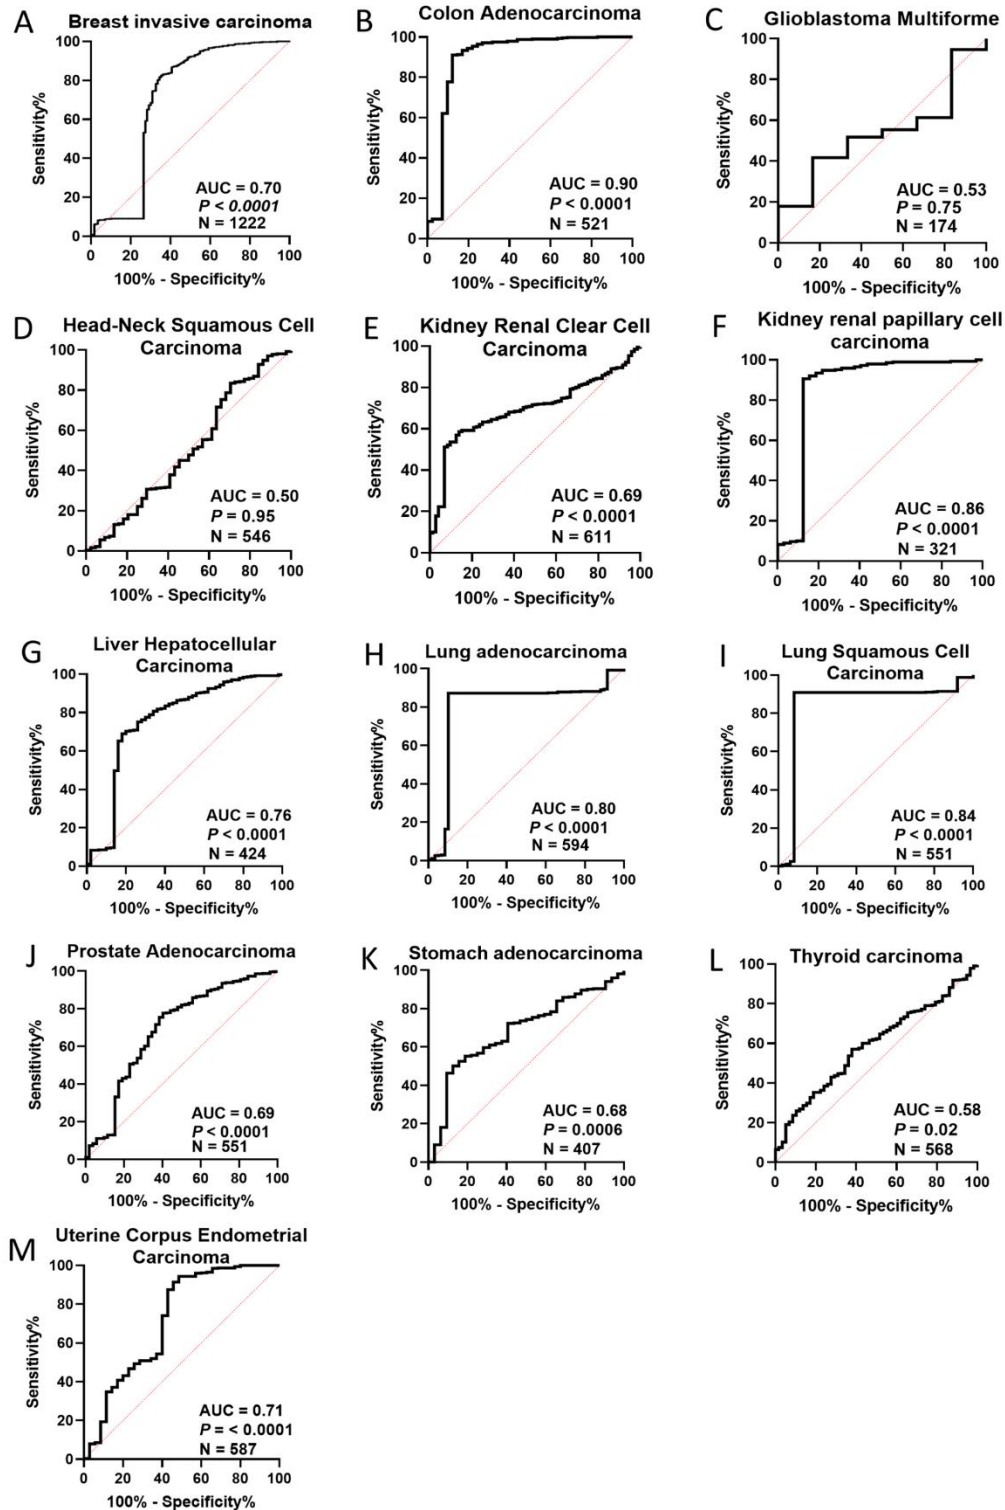 A
Breast invasive carcinoma
Sensitivity%
100
80
60
40
20
0
AUC = 0.70
P < 0.0001
N = 1222
0 20 40 60 80 100
100% - Specificity%
B
Colon Adenocarcinoma
Sensitivity%
100
80
60
40
20
0
AUC = 0.90
P < 0.0001
N = 521
0 20 40 60 80 100
100% - Specificity%
C
Glioblastoma Multiforme
Sensitivity%
100
80
60
40
20
0
AUC = 0.53
P = 0.75
N = 174
0 20 40 60 80 100
100% - Specificity%
D
Head-Neck Squamous Cell
Carcinoma
Sensitivity%
100
80
60
40
20
0
AUC = 0.50
P = 0.95
N = 546
0 20 40 60 80 100
100% - Specificity%
E
Kidney Renal Clear Cell
Carcinoma
Sensitivity%
100
80
60
40
20
0
AUC = 0.69
P < 0.0001
N = 611
0 20 40 60 80 100
100% - Specificity%
F
Kidney renal papillary cell
carcinoma
Sensitivity%
100
80
60
40
20
0
AUC = 0.86
P < 0.0001
N = 321
0 20 40 60 80 100
100% - Specificity%
G
Liver Hepatocellular
Carcinoma
Sensitivity%
100
80
60
40
20
0
AUC = 0.76
P < 0.0001
N = 424
0 20 40 60 80 100
100% - Specificity%
H
Lung adenocarcinoma
Sensitivity%
100
80
60
40
20
0
AUC = 0.80
P < 0.0001
N = 594
0 20 40 60 80 100
100% - Specificity%
I
Lung Squamous Cell
Carcinoma
Sensitivity%
100
80
60
40
20
0
AUC = 0.84
P < 0.0001
N = 551
0 20 40 60 80 100
100% - Specificity%
J
Prostate Adenocarcinoma
Sensitivity%
100
80
60
40
20
0
AUC = 0.69
P < 0.0001
N = 551
0 20 40 60 80 100
100% - Specificity%
K
Stomach adenocarcinoma
Sensitivity%
100
80
60
40
20
0
AUC = 0.68
P = 0.0006
N = 407
0 20 40 60 80 100
100% - Specificity%
L
Thyroid carcinoma
Sensitivity%
100
80
60
40
20
0
AUC = 0.58
P = 0.02
N = 568
0 20 40 60 80 100
100% - Specificity%
M
Uterine Corpus Endometrial
Carcinoma
Sensitivity%
100
80
60
40
20
0
AUC = 0.71
P = < 0.0001
N = 587
0 20 40 60 80 100
100% - Specificity%